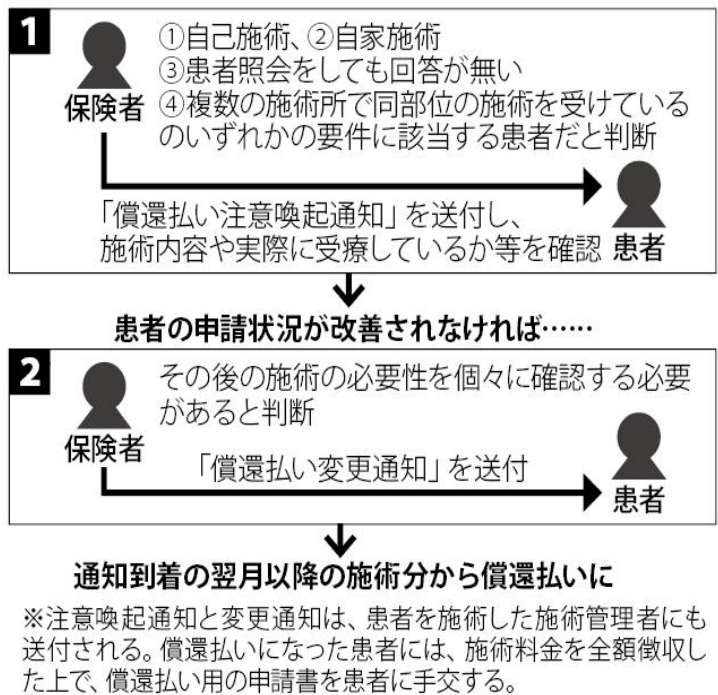 1
①自己施術、②自家施術
③患者照会をしても回答が無い
④複数の施術所で同部位の施術を受けている
のいずれかの要件に該当する患者だと判断
保険者
「償還払い注意喚起通知」を送付し、
施術内容や実際に受療しているか等を確認
患者
患者の申請状況が改善されなければ……
2
その後の施術の必要性を個々に確認する必要
があると判断
保険者
「償還払い変更通知」を送付
患者
通知到着の翌月以降の施術分から償還払いに
※注意喚起通知と変更通知は、患者を施術した施術管理者にも
送付される。償還払いになった患者には、施術料金を全額徴収し
た上で、償還払い用の申請書を患者に手交する。